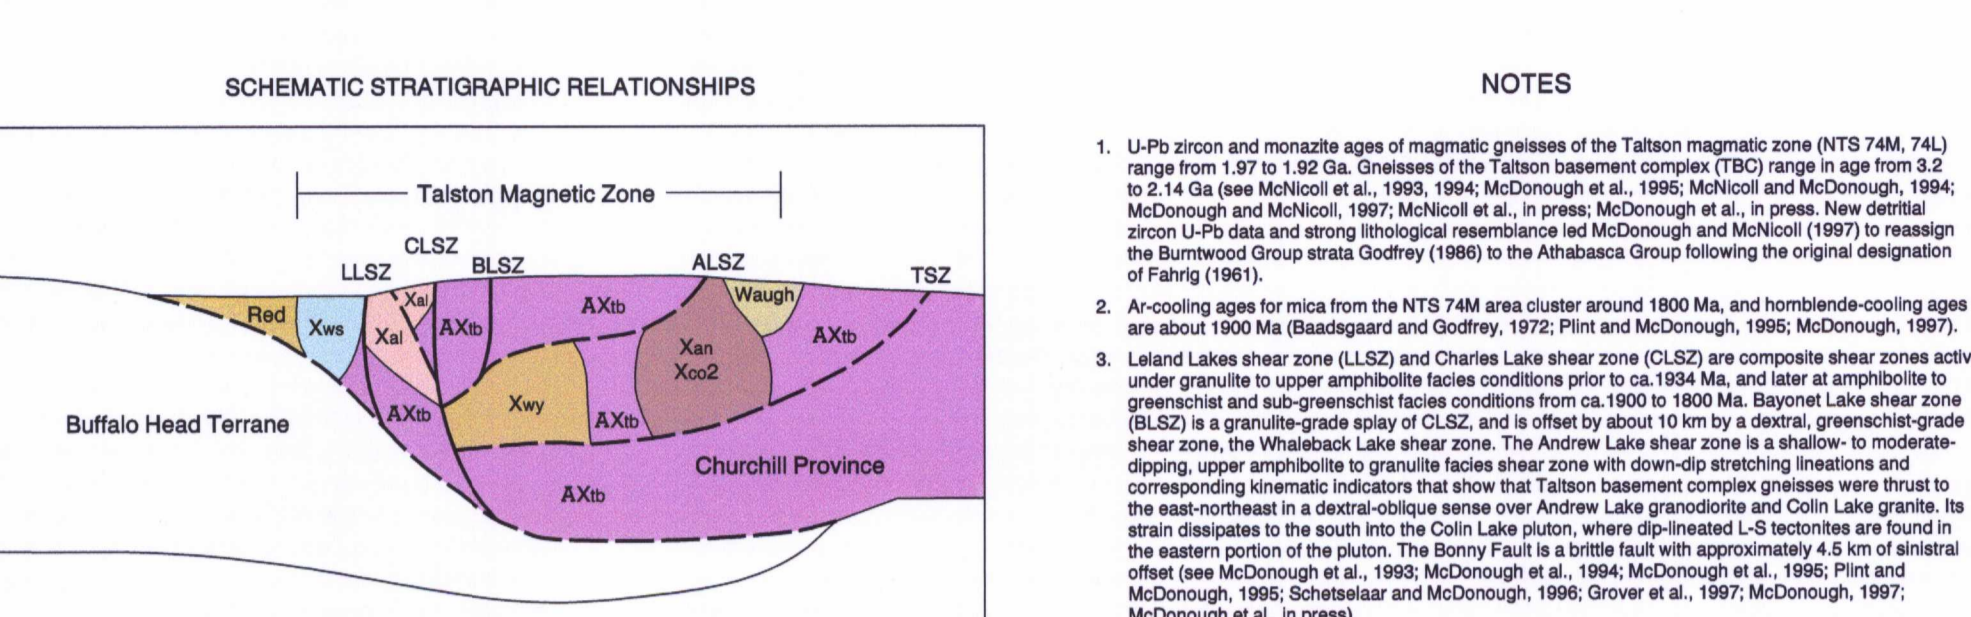 SCHEMATIC STRATIGRAPHIC RELATIONSHIPS
Talston Magnetic Zone
CLSZ
LLSZ
BLSZ
ALSZ
TSZ
Red
Xws
Xal
Xal
AXtb
AXtb
Waugh
AXtb
Xan
Xco2
AXtb
Xwy
AXtb
Buffalo Head Terrane
Churchill Province
AXtb
NOTES
1. U-Pb zircon and monazite ages of magmatic gneisses of the Taltson magmatic zone (NTS 74M, 74L)
range from 1.97 to 1.92 Ga. Gneisses of the Taltson basement complex (TBC) range in age from 3.2
to 2.14 Ga (see McNicoll et al., 1993, 1994; McDonough et al., 1995; McNicoll and McDonough, 1994;
McDonough and McNicoll, 1997; McNicoll et al., in press; McDonough et al., in press. New detritial
zircon U-Pb data and strong lithological resemblance led McDonough and McNicoll (1997) to reassign
the Burntwood Group strata Godfrey (1986) to the Athabasca Group following the original designation
of Fahrig (1961).
2. Ar-cooling ages for mica from the NTS 74M area cluster around 1800 Ma, and hornblende-cooling ages
are about 1900 Ma (Baadsgaard and Godfrey, 1972; Plint and McDonough, 1995; McDonough, 1997).
3. Leland Lakes shear zone (LLSZ) and Charles Lake shear zone (CLSZ) are composite shear zones activ
under granulite to upper amphibolite facies conditions prior to ca.1934 Ma, and later at amphibolite to
greenschist and sub-greenschist facies conditions from ca.1900 to 1800 Ma. Bayonet Lake shear zone
(BLSZ) is a granulite-grade splay of CLSZ, and is offset by about 10 km by a dextral, greenschist-grade
shear zone, the Whaleback Lake shear zone. The Andrew Lake shear zone is a shallow- to moderate-
dipping, upper amphibolite to granulite facies shear zone with down-dip stretching lineations and
corresponding kinematic indicators that show that Taltson basement complex gneisses were thrust to
the east-northeast in a dextral-oblique sense over Andrew Lake granodiorite and Colin Lake granite. Its
strain dissipates to the south into the Colin Lake pluton, where dip-lineated L-S tectonites are found in
the eastern portion of the pluton. The Bonny Fault is a brittle fault with approximately 4.5 km of sinistral
offset (see McDonough et al., 1993; McDonough et al., 1994; McDonough et al., 1995; Plint and
McDonough, 1995; Schetselaar and McDonough, 1996; Grover et al., 1997; McDonough, 1997;
McDonough et al., in press)